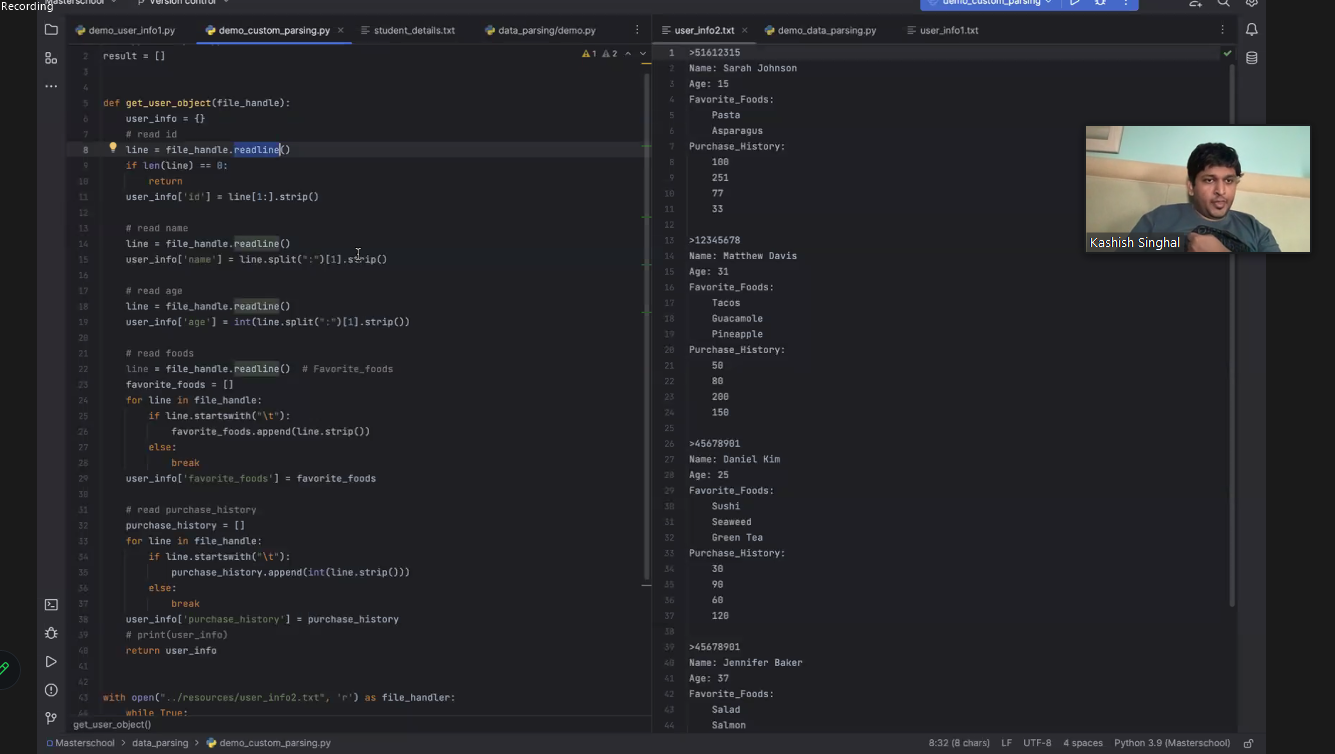 Recording
Masterschool
Version control
demo_custom_parsing
demo_user_info1.py
demo_custom_parsing.py
student_details.txt
data_parsing/demo.py
user_info2.txt
demo_data_parsing.py
user_info1.txt
1 2
2 result = []
3
4
5 def get_user_object(file_handle):
6 user_info = {}
7 # read id
8 line = file_handle.readline()
9 if len(line) == 0:
10 return
11 user_info['id'] = line[1:].strip()
12
13 # read name
14 line = file_handle.readline()
15 user_info['name'] = line.split(":")[1].strip()
16
17 # read age
18 line = file_handle.readline()
19 user_info['age'] = int(line.split(":")[1].strip())
20
21 # read foods
22 line = file_handle.readline() # Favorite_foods
23 favorite_foods = []
24 for line in file_handle:
25 if line.startswith("\t"):
26 favorite_foods.append(line.strip())
27 else:
28 break
29 user_info['favorite_foods'] = favorite_foods
30
31 # read purchase_history
32 purchase_history = []
33 for line in file_handle:
34 if line.startswith("\t"):
35 purchase_history.append(int(line.strip()))
36 else:
37 break
38 user_info['purchase_history'] = purchase_history
39 # print(user_info)
40 return user_info
41
42
43 with open("../resources/user_info2.txt", 'r') as file_handler:
44 while True:
get_user_object()
1 >51612315
2 Name: Sarah Johnson
3 Age: 15
4 Favorite_Foods:
5 Pasta
6 Asparagus
7 Purchase_History:
8 100
9 251
10 77
11 33
12
13 >12345678
14 Name: Matthew Davis
15 Age: 31
16 Favorite_Foods:
17 Tacos
18 Guacamole
19 Pineapple
20 Purchase_History:
21 50
22 80
23 200
24 150
25
26 >45678901
27 Name: Daniel Kim
28 Age: 25
29 Favorite_Foods:
30 Sushi
31 Seaweed
32 Green Tea
33 Purchase_History:
34 30
35 90
36 60
37 120
38
39 >45678901
40 Name: Jennifer Baker
41 Age: 37
42 Favorite_Foods:
43 Salad
44 Salmon
Kashish Singhal
Masterschool > data_parsing > demo_custom_parsing.py
8:32 (8 chars) LF UTF-8 4 spaces Python 3.9 (Masterschool)